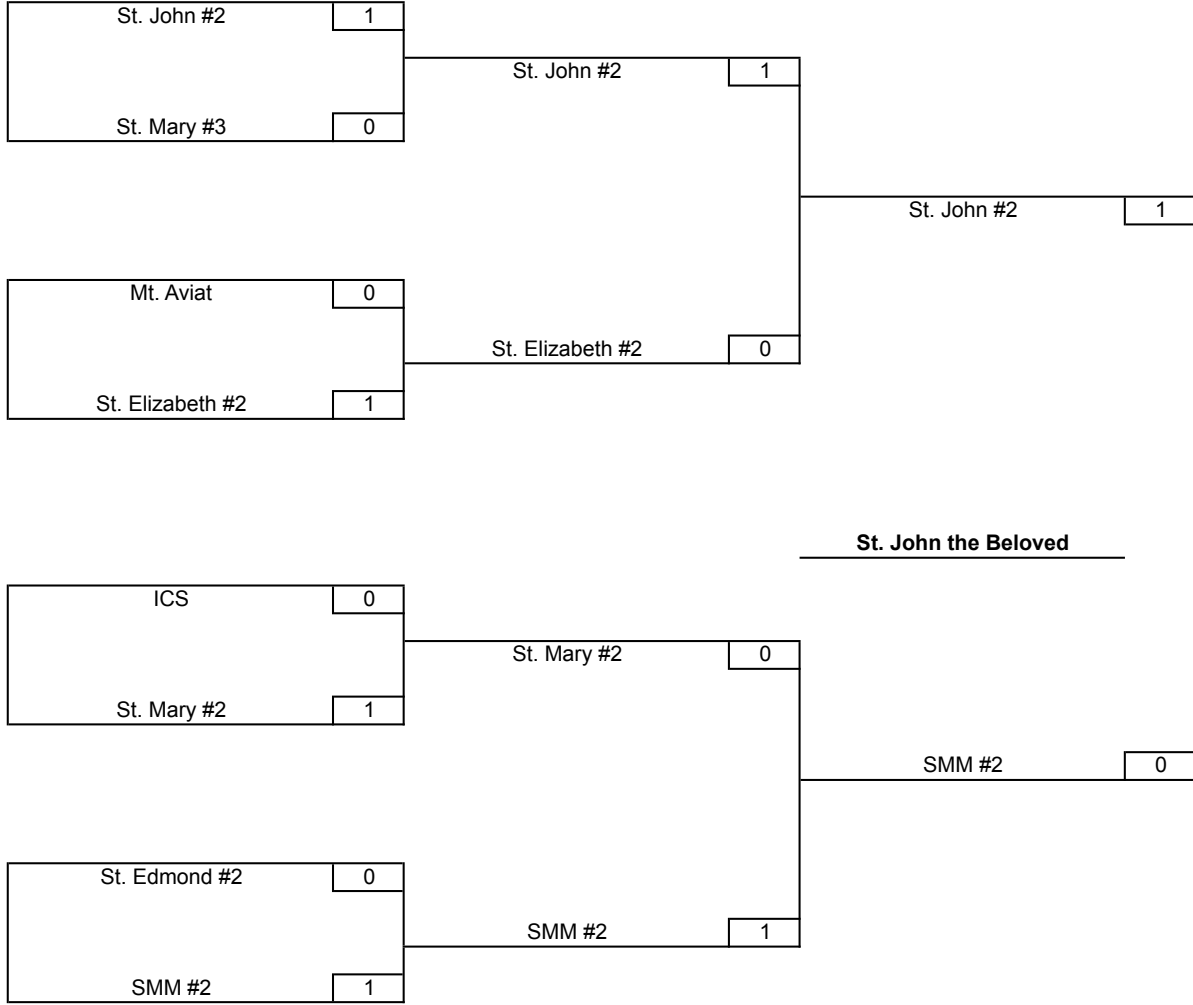 St. John #2 1
St. John #2 1
St. Mary #3 0
St. John #2 1
Mt. Aviat 0
St. Elizabeth #2 0
St. Elizabeth #2 1
St. John the Beloved
ICS 0
St. Mary #2 0
St. Mary #2 1
SMM #2 0
St. Edmond #2 0
SMM #2 1
SMM #2 1